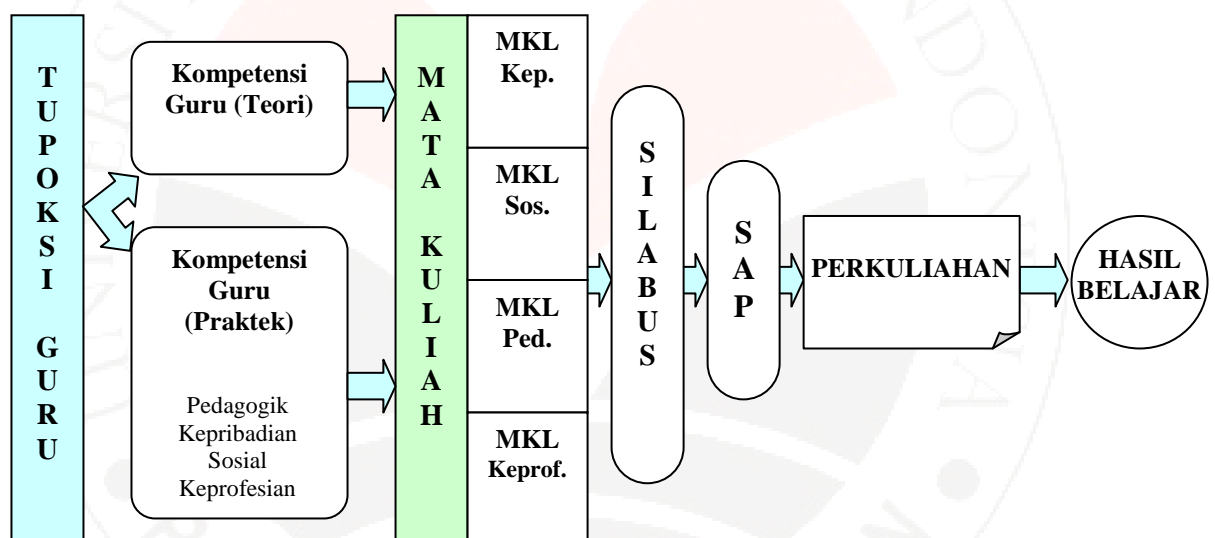 TUPOKSI GURU
Kompetensi
Guru (Teori)
Kompetensi
Guru
(Praktek)
Pedagogik
Kepribadian
Sosial
Keprofesian
MATA KULIAH
MKL
Kep.
MKL
Sos.
MKL
Ped.
MKL
Keprof.
SILABUS
SAP
PERKULIAHAN
HASIL
BELAJAR